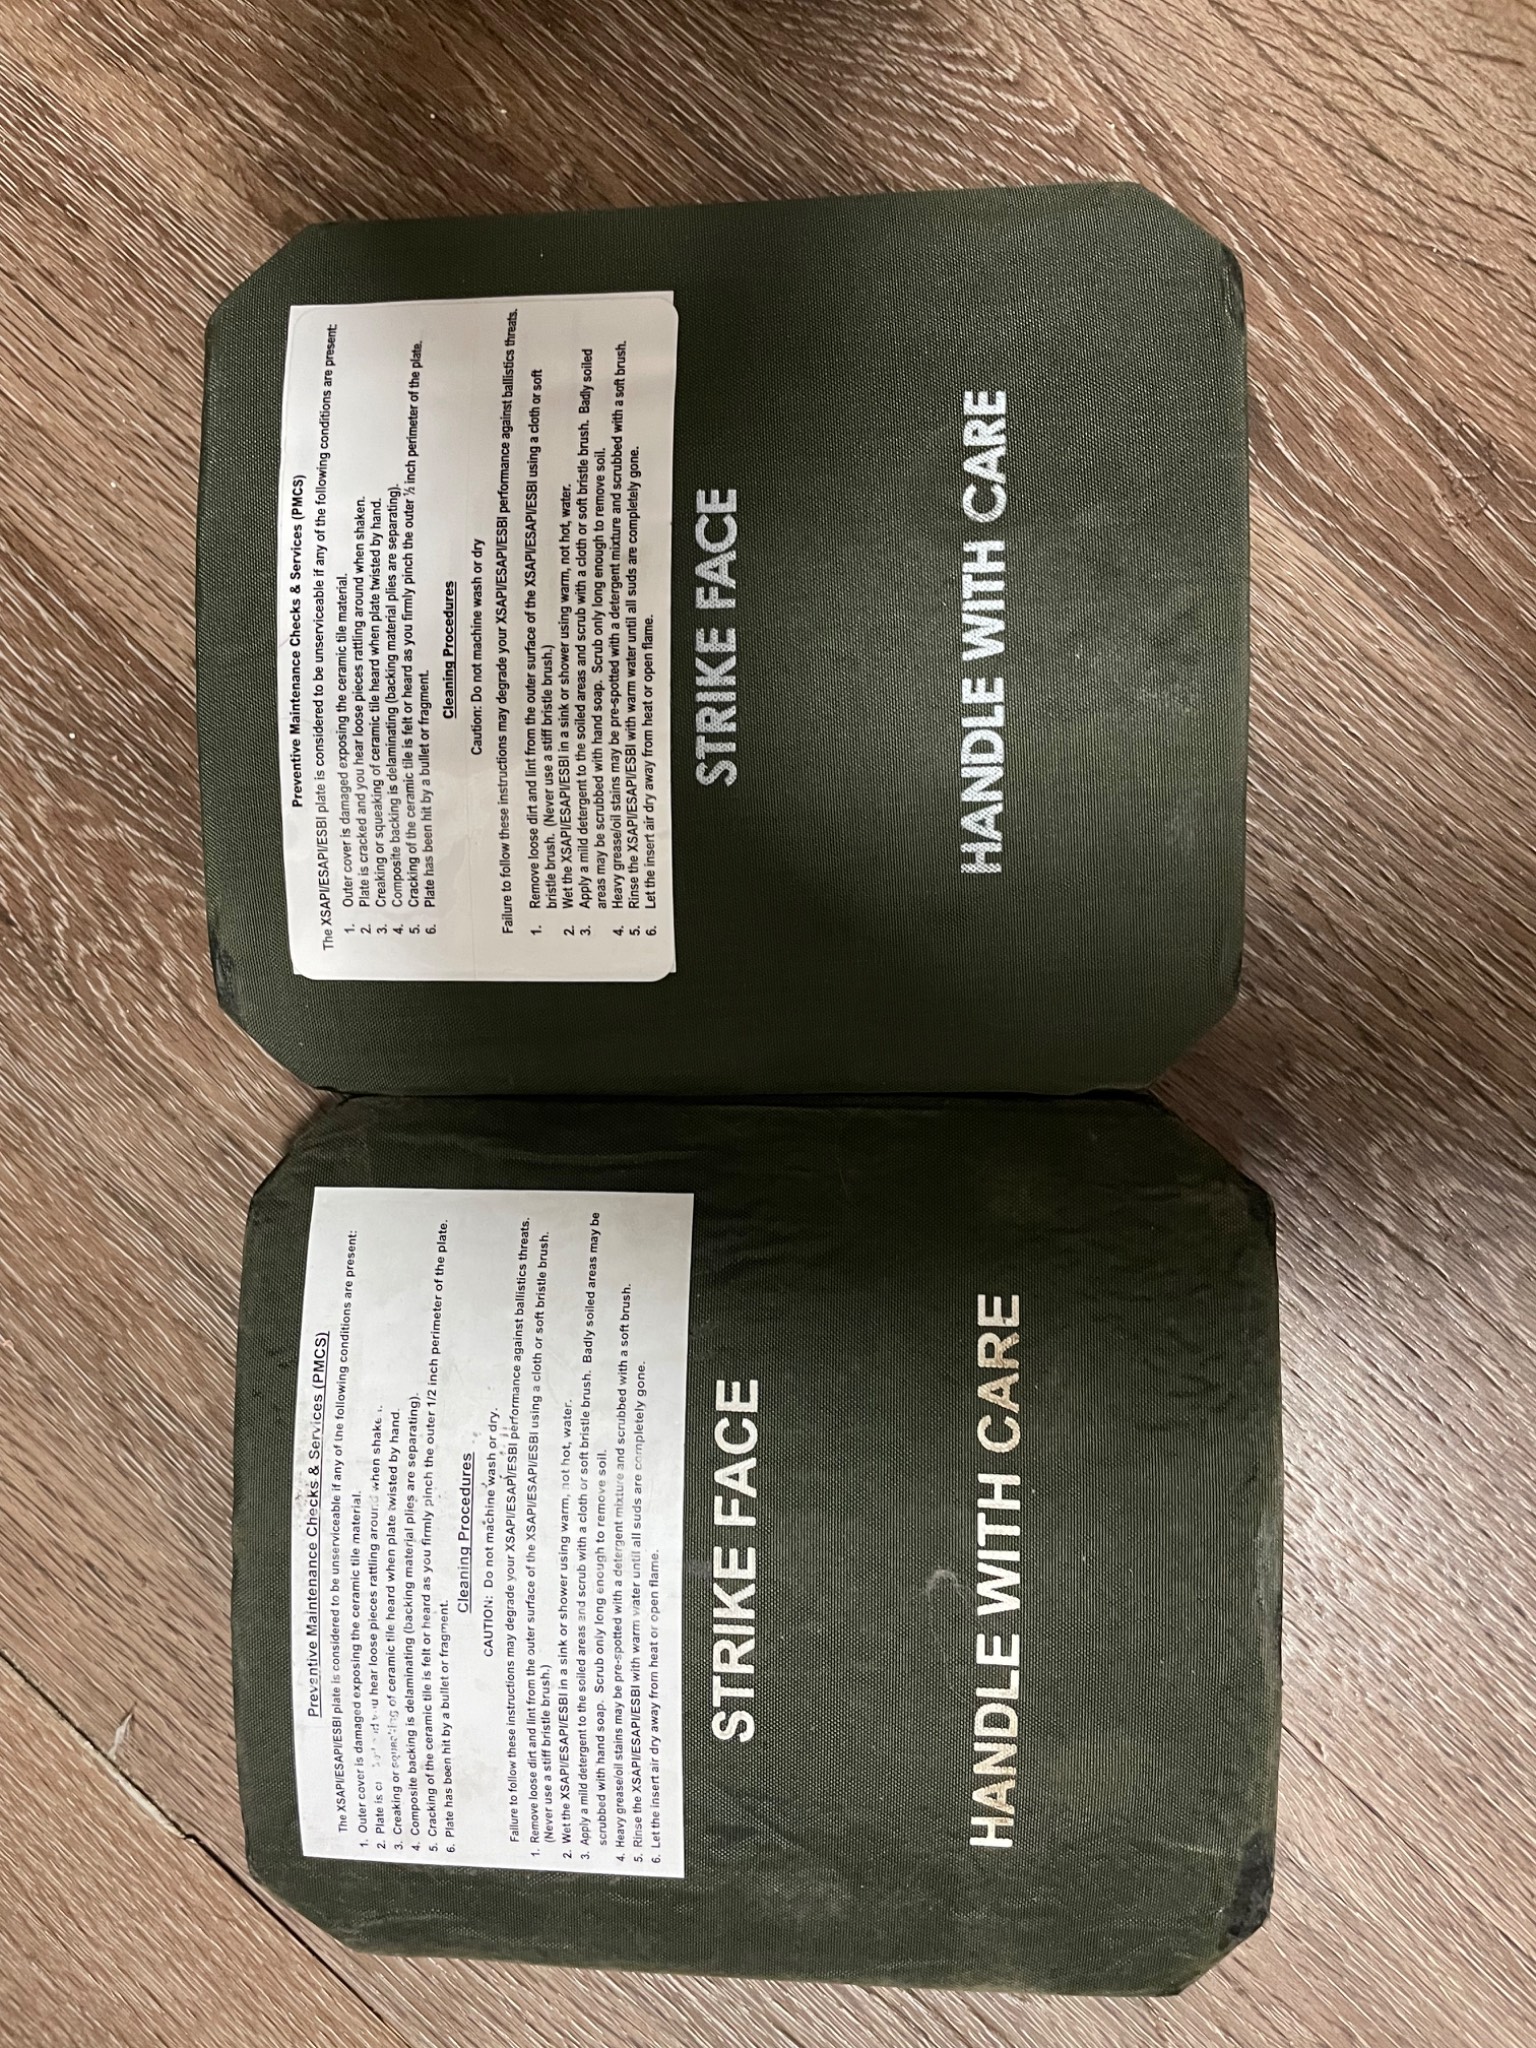 Preventive Maintenance Checks & Services (PMCS)
The XSAPI/ESAPI/ESBI plate is considered to be unserviceable if any of the following conditions are present:
1. Outer cover is damaged exposing the ceramic tile material.
2. Plate is hear loose pieces rattling around when
3. Creaking or of ceramic tile heard when plate twisted by hand.
4. Composite backing is delaminating (backing material plies are separating).
5. Cracking of the ceramic tile is felt or heard as you firmly pinch the outer 1/2 inch perimeter of the plate.
6. Plate has been hit by a bullet or fragment.
Cleaning Procedures
CAUTION: Do not machine wash or dry.
Failure to follow these instructions may degrade your XSAPI/ESAPI/ESBI performance against ballistics threats.
1. Remove loose dirt and lint from the outer surface of the XSAPI/ESAPI/ESBI using a cloth or soft bristle brush.
(Never use a stiff bristle brush.)
2. Wet the XSAPI/ESAPI/ESBI in a sink or shower using warm, not hot, water.
3. Apply a mild detergent to the soiled areas and scrub with a cloth or soft bristle brush. Badly soiled areas may be
scrubbed with hand soap. Scrub only long enough to remove soil.
4. Heavy grease/oil stains may be pre-spotted with a detergent mixture and scrubbed with a soft brush.
5. Rinse the XSAPI/ESAPI/ESBI with warm water until all suds are completely gone.
6. Let the insert air dry away from heat or open flame.
STRIKE FACE
HANDLE WITH CARE
Preventive Maintenance Checks & Services (PMCS)
The XSAPI/ESAPI/ESBI plate is considered to be unserviceable if any of the following conditions are present:
1. Outer cover is damaged exposing the ceramic tile material.
2. Plate is cracked and you hear loose pieces rattling around when shaken.
3. Creaking or squeaking of ceramic tile heard when plate twisted by hand.
4. Composite backing is delaminating (backing material plies are separating).
5. Cracking of the ceramic tile is felt or heard as you firmly pinch the outer ½ inch perimeter of the plate.
6. Plate has been hit by a bullet or fragment.
Cleaning Procedures
Caution: Do not machine wash or dry
Failure to follow these instructions may degrade your XSAPI/ESAPI/ESBI performance against ballistics threats.
1. Remove loose dirt and lint from the outer surface of the XSAPI/ESAPI/ESBI using a cloth or soft
bristle brush. (Never use a stiff bristle brush.)
2. Wet the XSAPI/ESAPI/ESBI in a sink or shower using warm, not hot, water.
3. Apply a mild detergent to the soiled areas and scrub with a cloth or soft bristle brush. Badly soiled
areas may be scrubbed with hand soap. Scrub only long enough to remove soil.
4. Heavy grease/oil stains may be pre-spotted with a detergent mixture and scrubbed with a soft brush.
5. Rinse the XSAPI/ESAPI/ESBI with warm water until all suds are completely gone.
6. Let the insert air dry away from heat or open flame.
STRIKE FACE
HANDLE WITH CARE